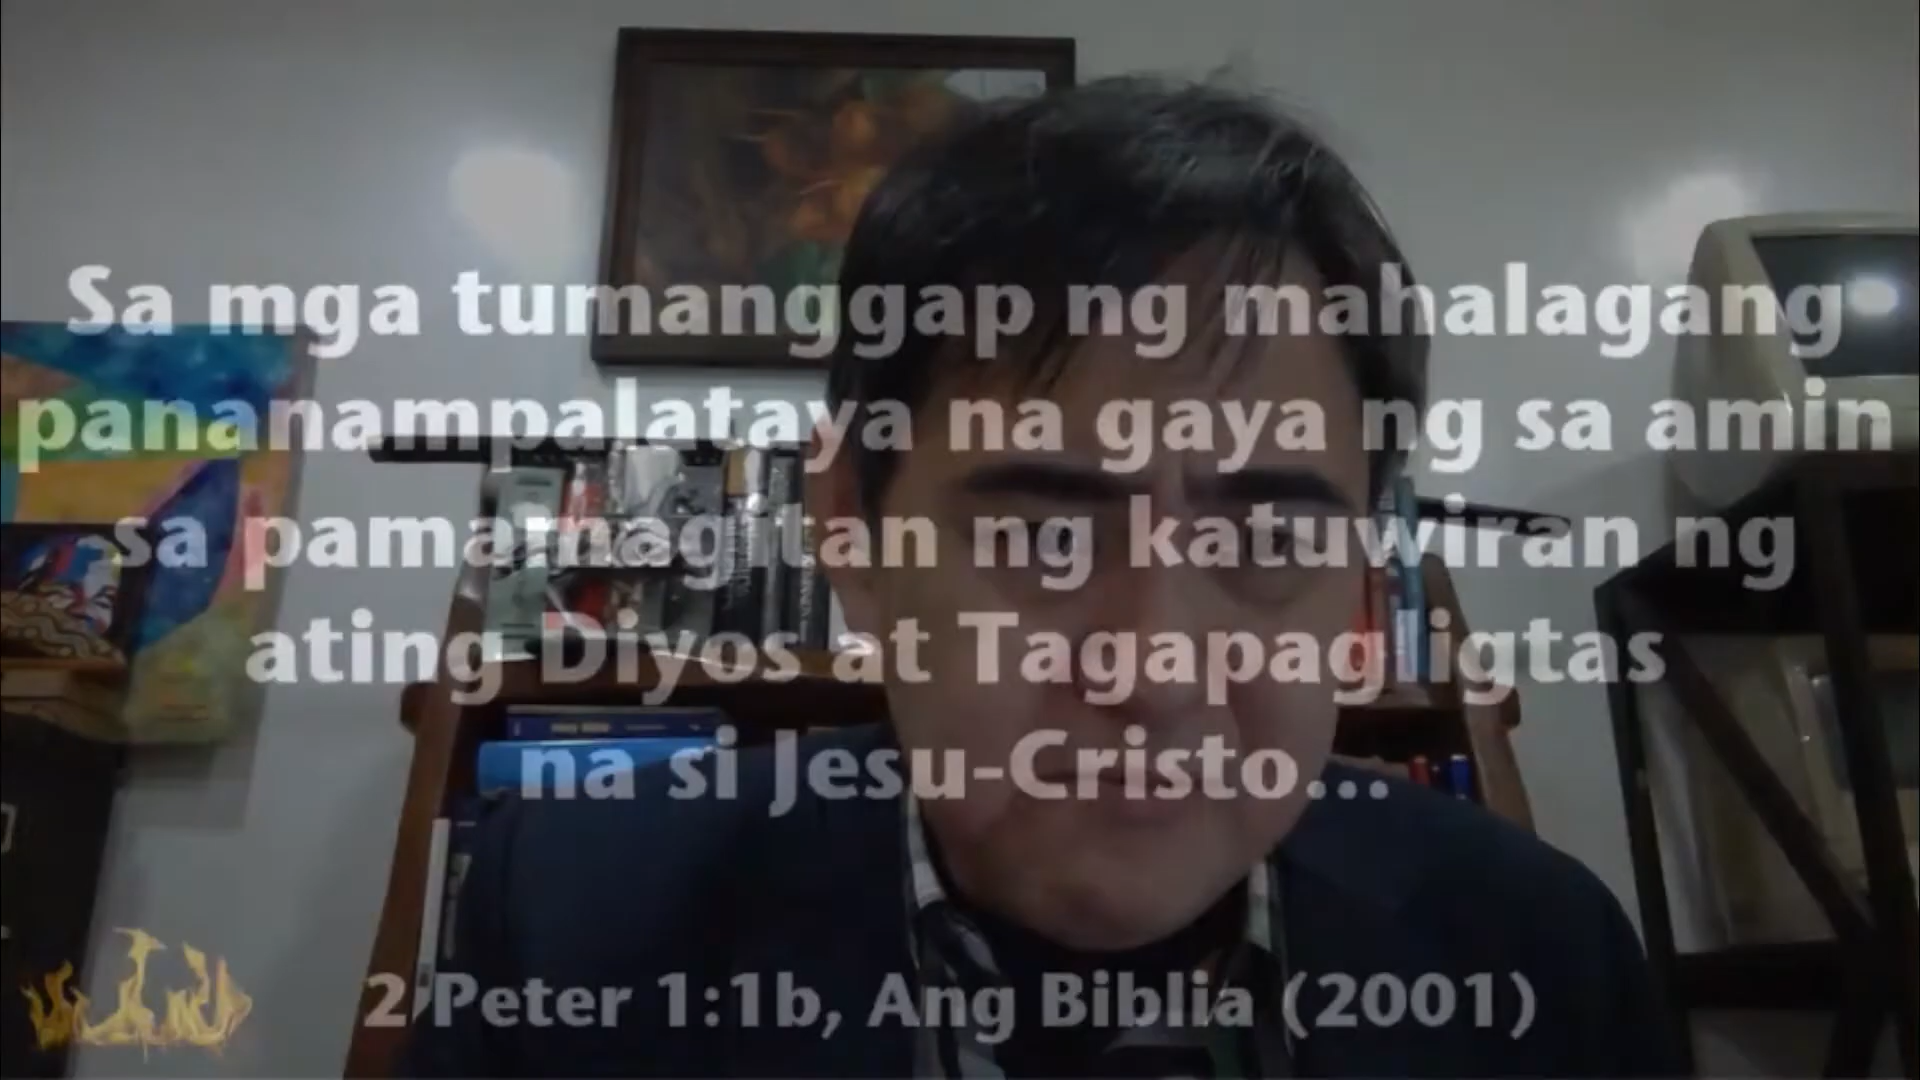 Sa mga tumanggap ng mahalagang
pananampalataya na gaya ng sa amin
sa pamamagitan ng katuwiran ng
ating Diyos at Tagapagligtas
na si Jesu-Cristo...
2 Peter 1:1b, Ang Biblia (2001)